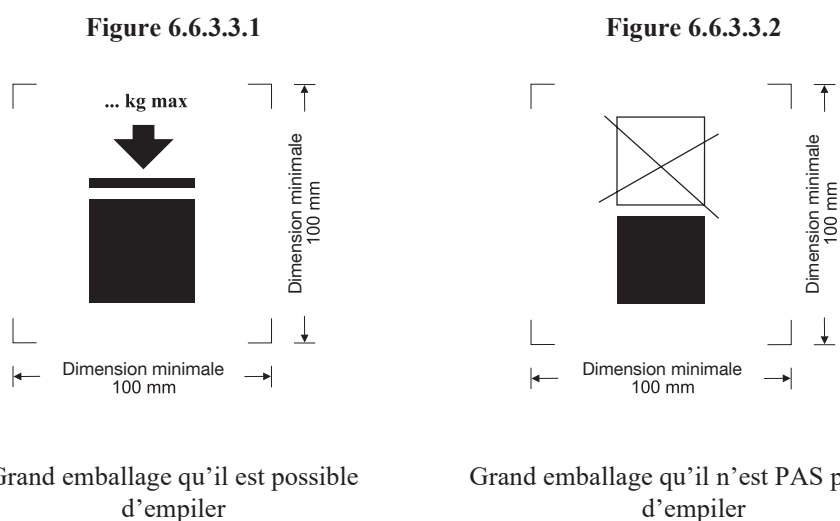 Figure 6.6.3.3.1
... kg max
Dimension minimale
100 mm
Dimension minimale
100 mm
Grand emballage qu’il est possible
d’empiler
Figure 6.6.3.3.2
Dimension minimale
100 mm
Dimension minimale
100 mm
Grand emballage qu’il n’est PAS
d’empiler